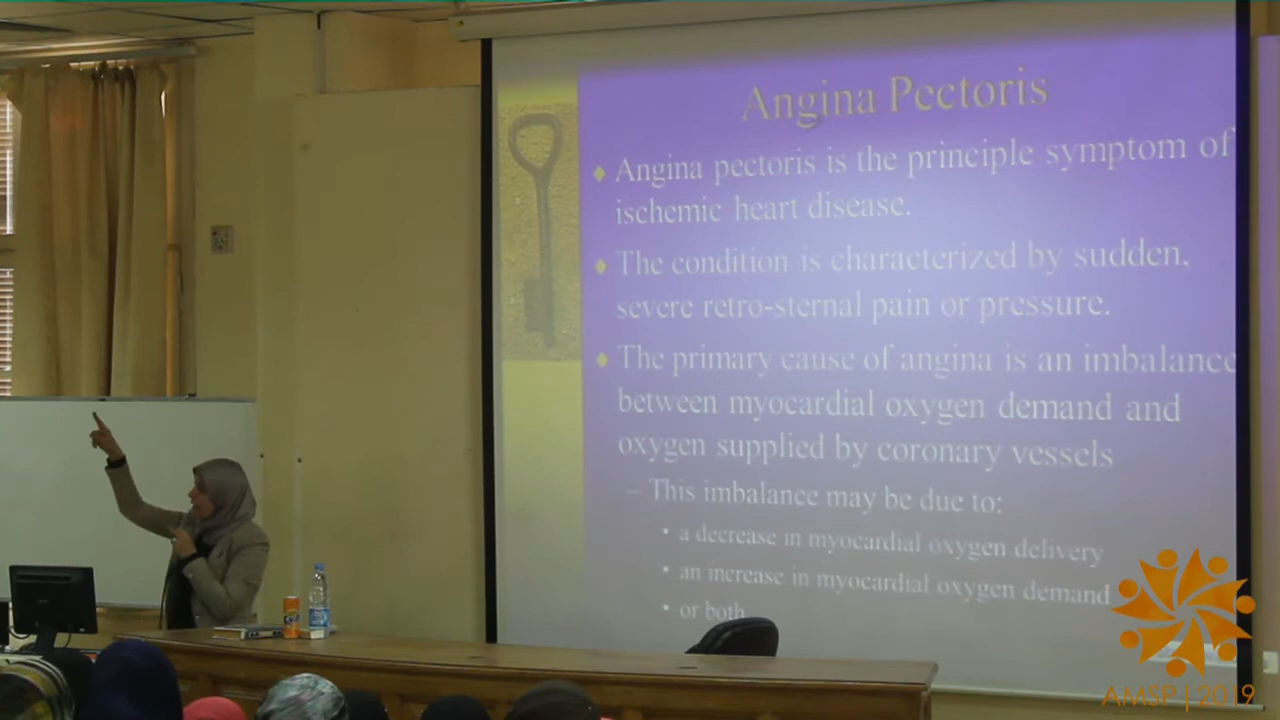 Angina Pectoris
♦ Angina pectoris is the principle symptom of
ischemic heart disease.
♦ The condition is characterized by sudden,
severe retro-sternal pain or pressure.
♦ The primary cause of angina is an imbalance
between myocardial oxygen demand and
oxygen supplied by coronary vessels
– This imbalance may be due to:
• a decrease in myocardial oxygen delivery
• an increase in myocardial oxygen demand
• or both
AMSP | 2019